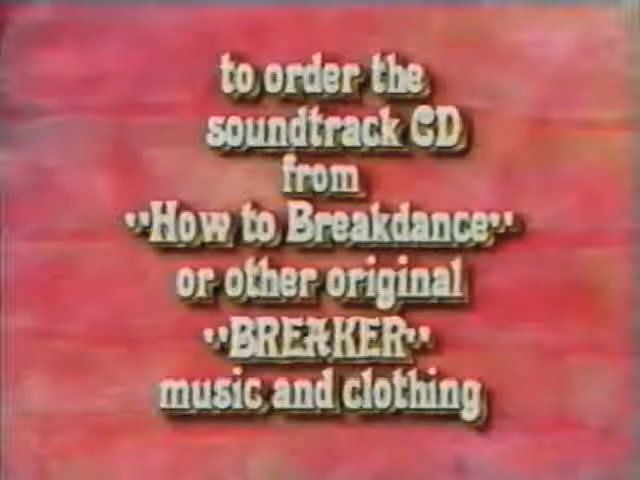 to order the
soundtrack CD
from
"How to Breakdance"
or other original
"BREAKER"
music and clothing